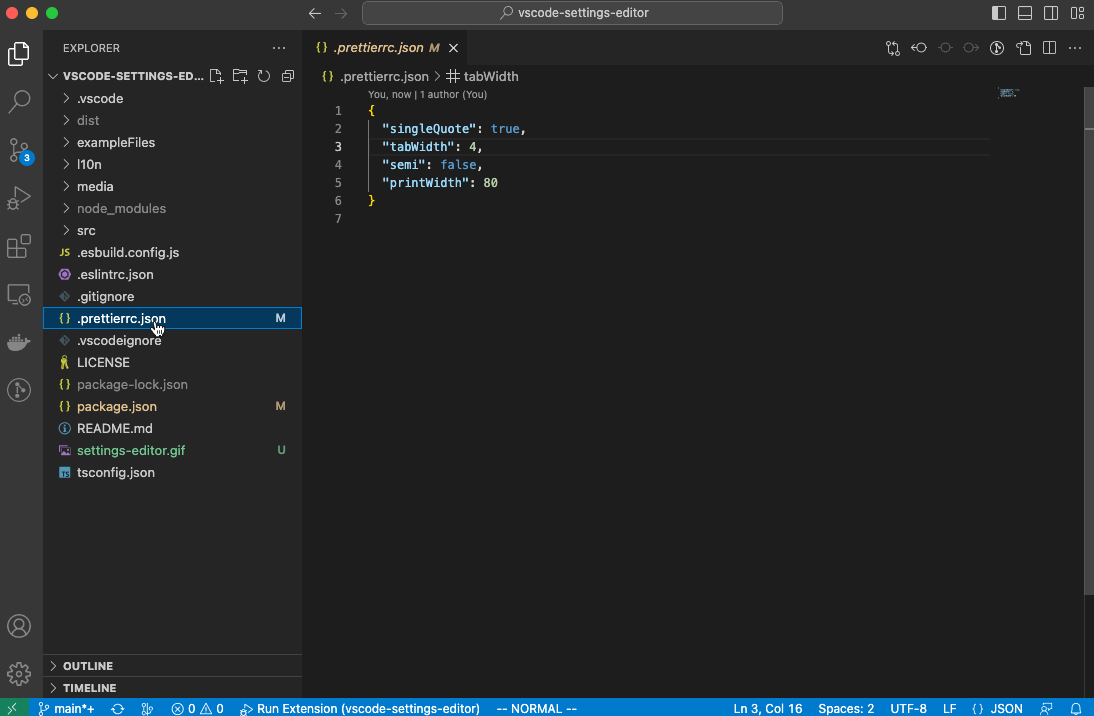 vscode-settings-editor
EXPLORER
VSCODE-SETTINGS-ED...
.vscode
dist
exampleFiles
l10n
media
node_modules
src
JS .esbuild.config.js
.eslintrc.json
.gitignore
{} .prettierrc.json M
.vscodeignore
LICENSE
{} package-lock.json
{} package.json M
README.md
settings-editor.gif U
TS tsconfig.json
OUTLINE
TIMELINE
3
{} .prettierrc.json M
{} .prettierrc.json > tabWidth
You, now | 1 author (You)
1 {
2 "singleQuote": true,
3 "tabWidth": 4,
4 "semi": false,
5 "printWidth": 80
6 }
7
main*+ 0 0 Run Extension (vscode-settings-editor) -- NORMAL -- Ln 3, Col 16 Spaces: 2 UTF-8 LF {} JSON